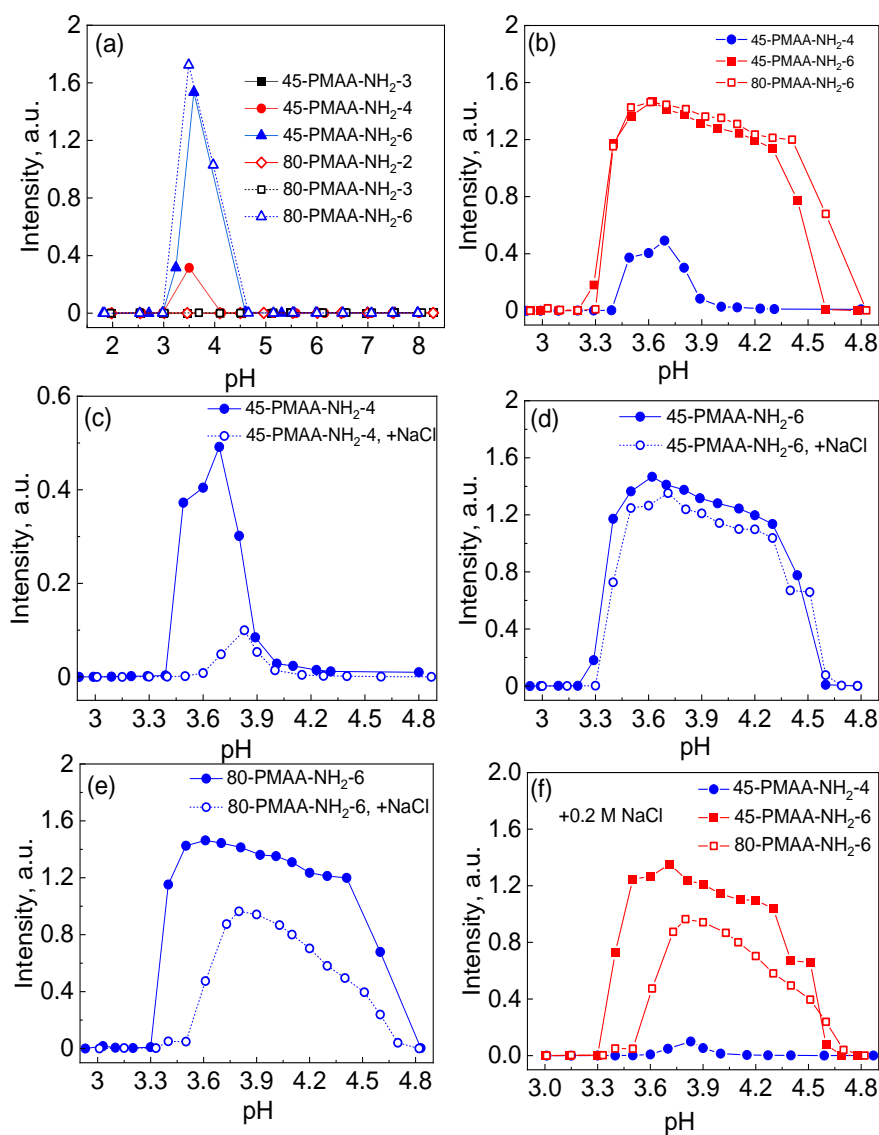 (a)
45-PMAA-NH2-3
45-PMAA-NH2-4
45-PMAA-NH2-6
80-PMAA-NH2-2
80-PMAA-NH2-3
80-PMAA-NH2-6
Intensity, a.u.
2
1.6
1.2
0.8
0.4
0
2 3 4 5 6 7 8
pH
(b)
45-PMAA-NH2-4
45-PMAA-NH2-6
80-PMAA-NH2-6
Intensity, a.u.
2
1.6
1.2
0.8
0.4
0
3 3.3 3.6 3.9 4.2 4.5 4.8
pH
(c)
45-PMAA-NH2-4
45-PMAA-NH2-4, +NaCl
Intensity, a.u.
0.6
0.4
0.2
0
3 3.3 3.6 3.9 4.2 4.5 4.8
pH
(d)
45-PMAA-NH2-6
45-PMAA-NH2-6, +NaCl
Intensity, a.u.
2
1.6
1.2
0.8
0.4
0
3 3.3 3.6 3.9 4.2 4.5 4.8
pH
(e)
80-PMAA-NH2-6
80-PMAA-NH2-6, +NaCl
Intensity, a.u.
2
1.6
1.2
0.8
0.4
0
3 3.3 3.6 3.9 4.2 4.5 4.8
pH
(f)
+0.2 M NaCl
45-PMAA-NH2-4
45-PMAA-NH2-6
80-PMAA-NH2-6
Intensity, a.u.
2.0
1.6
1.2
0.8
0.4
0.0
3.0 3.3 3.6 3.9 4.2 4.5 4.8
pH